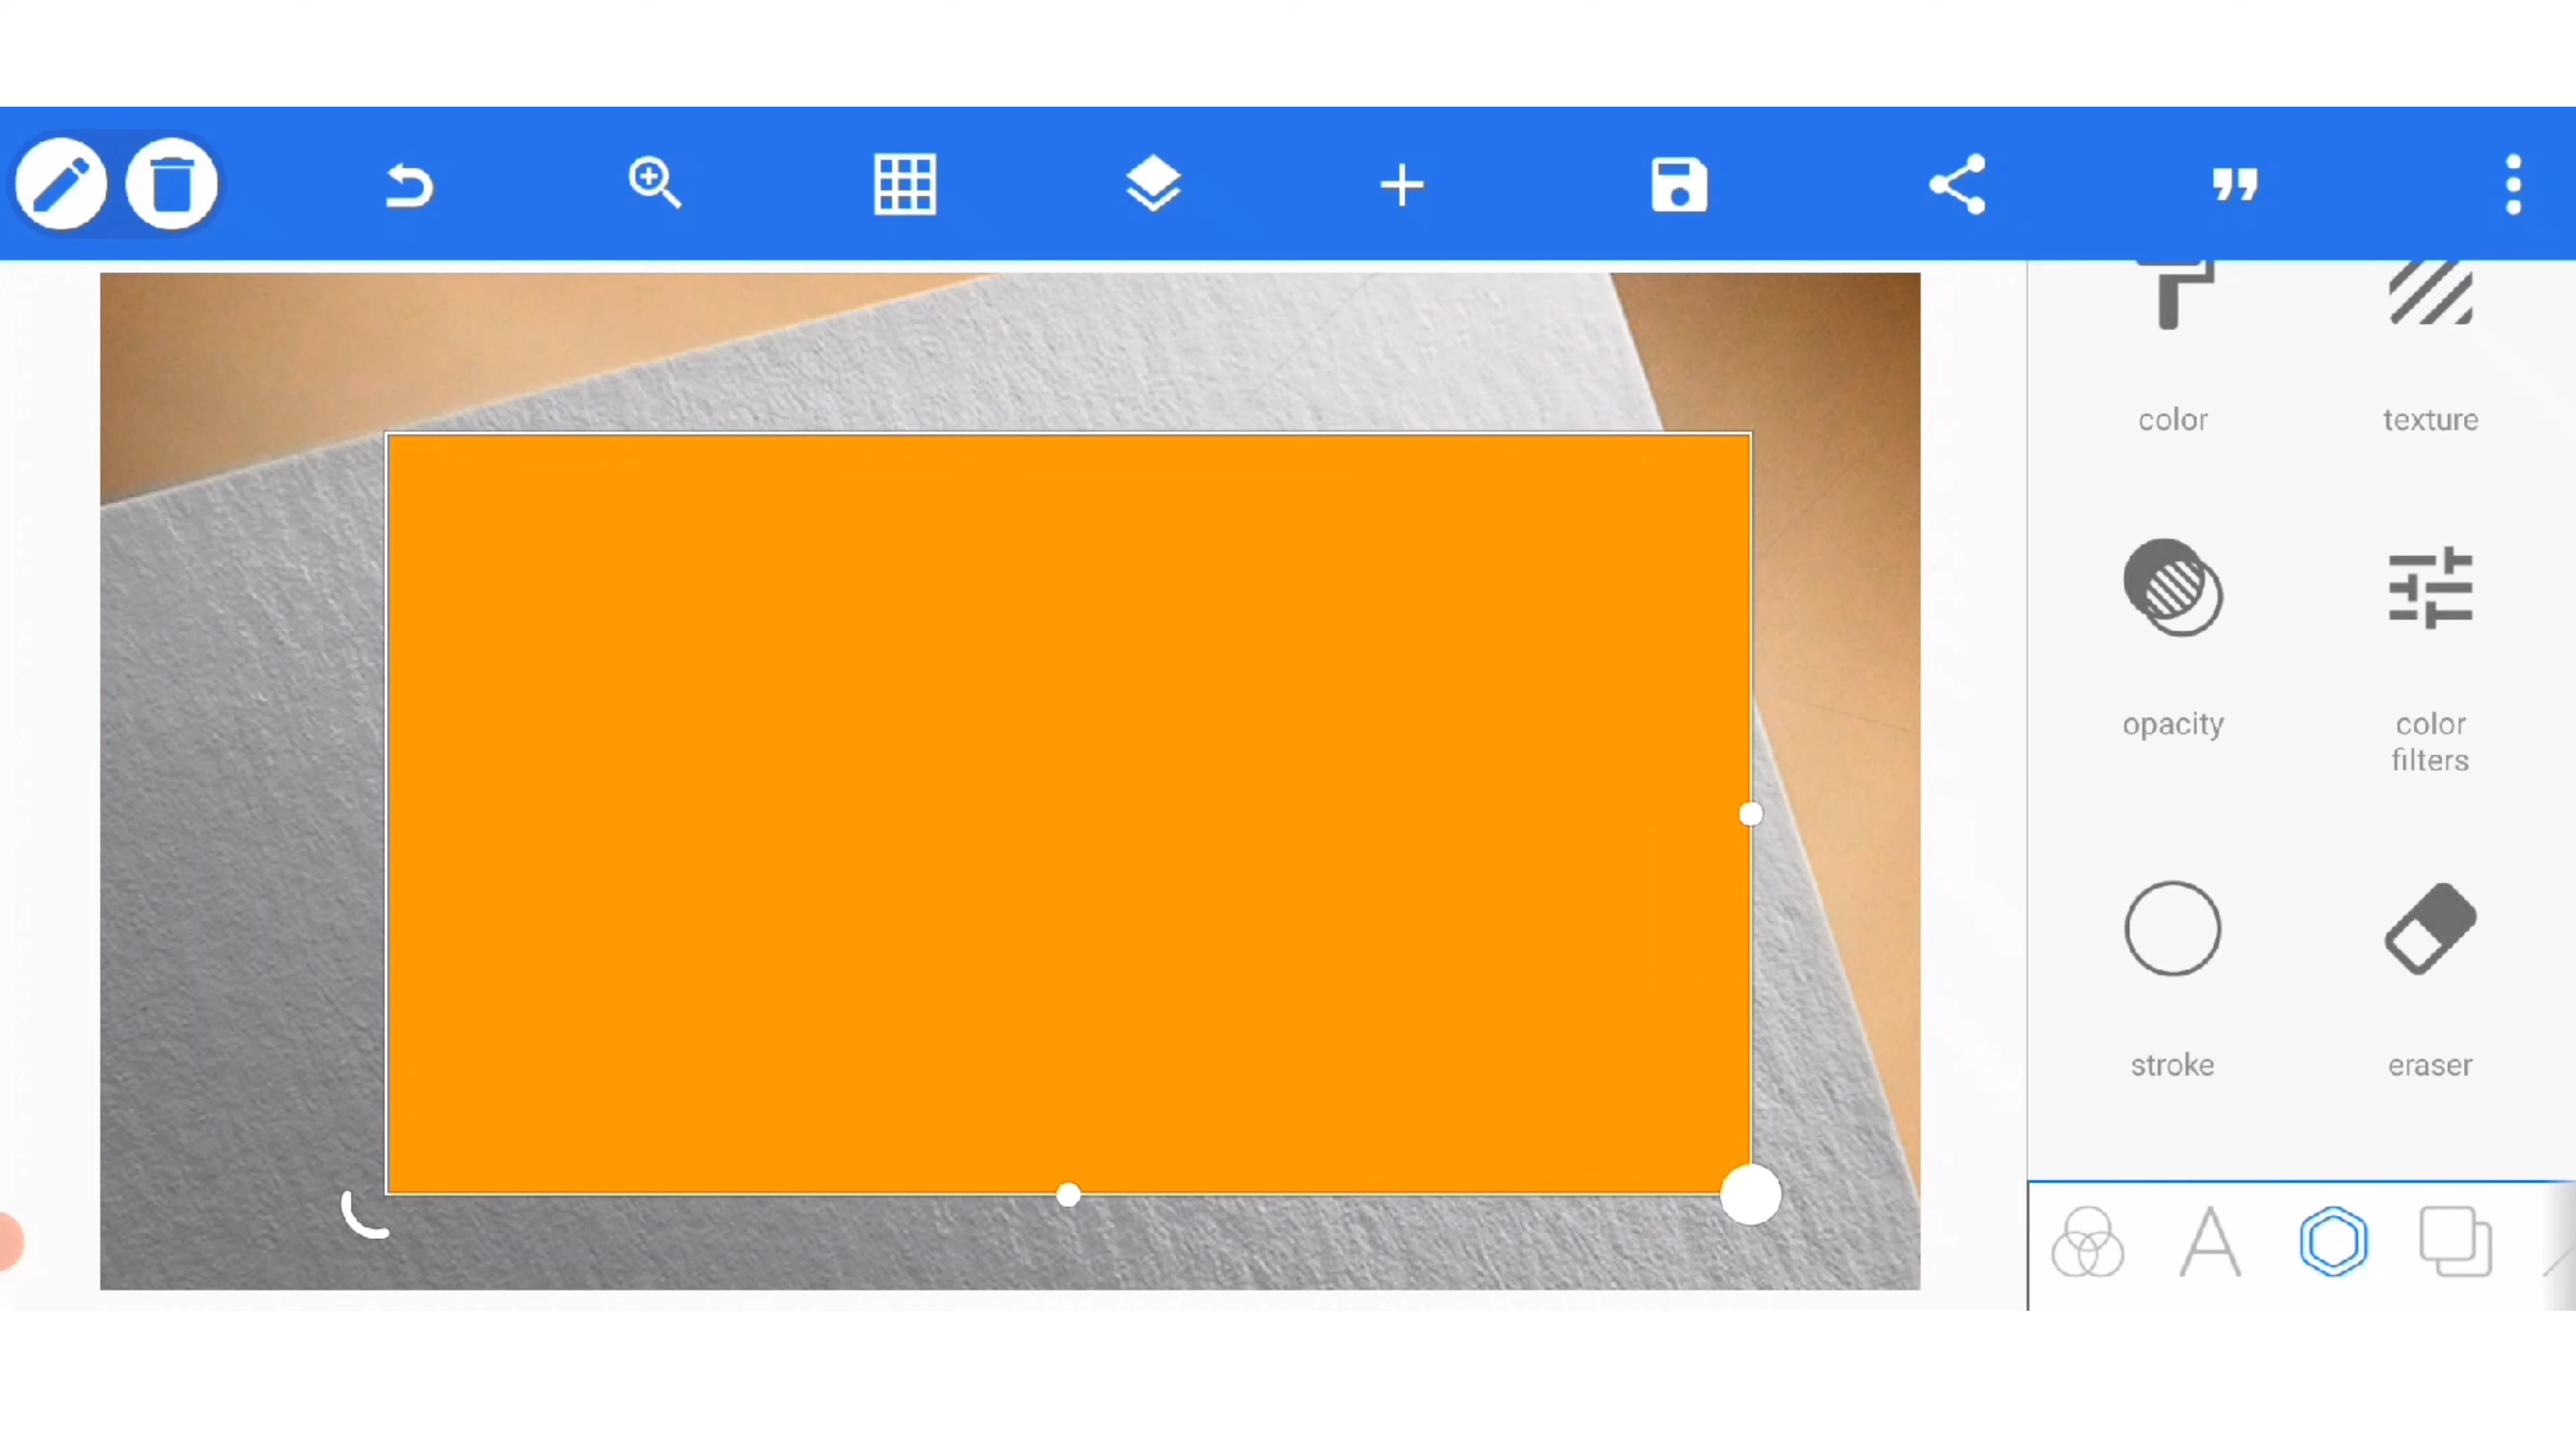 color
texture
opacity
color
filters
stroke
eraser